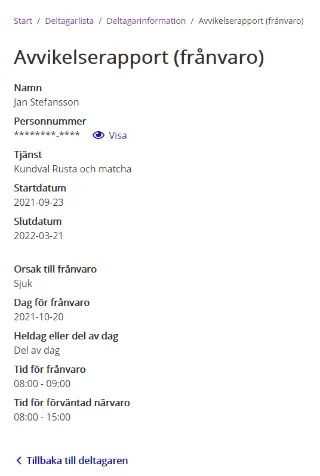 Start / Deltagarlista / Deltagarinformation / Avvikelserapport (frånvaro)
Avvikelserapport (frånvaro)
Namn
Jan Stefansson
Personnummer
********-**** Visa
Tjänst
Kundval Rusta och matcha
Startdatum
2021-09-23
Slutdatum
2022-03-21
Orsak till frånvaro
Sjuk
Dag för frånvaro
2021-10-20
Heldag eller del av dag
Del av dag
Tid för frånvaro
08:00 - 09:00
Tid för förväntad närvaro
08:00 - 15:00
Tillbaka till deltagaren